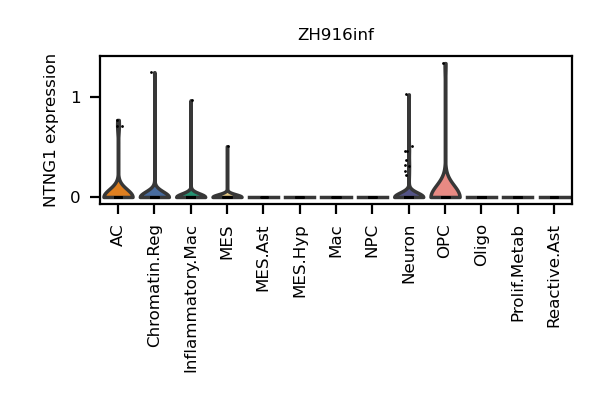 ZH916inf
NTNG1 expression
1
0
AC
Chromatin.Reg
Inflammatory.Mac
MES
MES.Ast
MES.Hyp
Mac
NPC
Neuron
OPC
Oligo
Prolif.Metab
Reactive.Ast